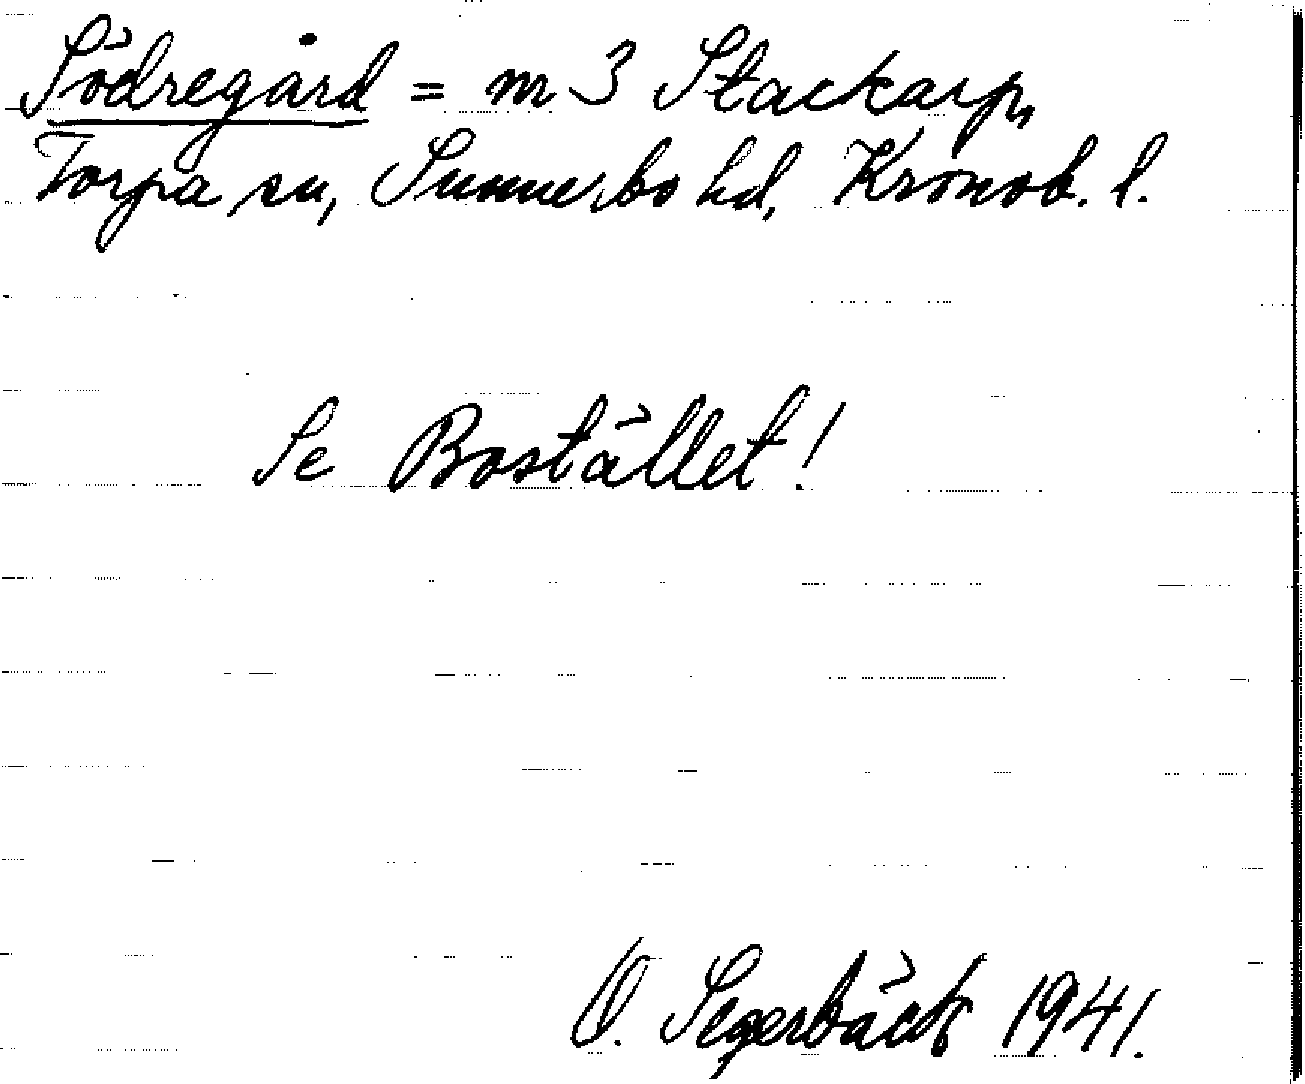 Södregård = m 3 Stackarp,
Torpa sn, Sunnerbo hd, Kronob. l.
Se Bostället!
O. Segerbäck 1941.